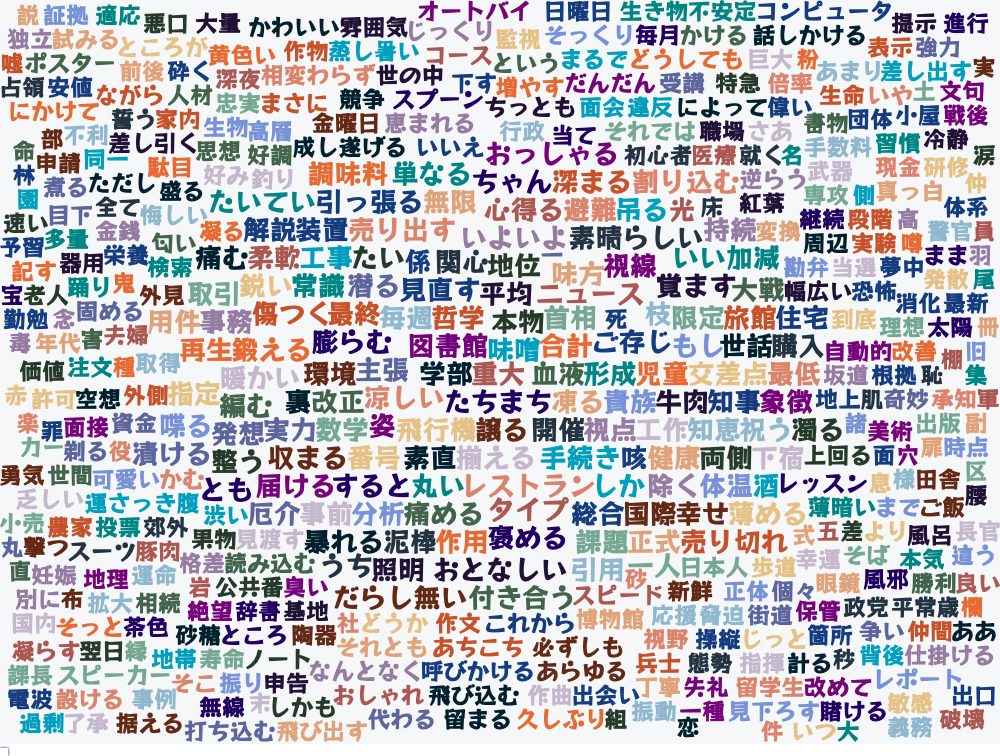 説 証拠 適応 悪口 大量 かわいい 雰囲気 オートバイ じっくり 日曜日 生き物 不安定 コンピュータ 提示 進行
独立 試みる ところが 黄色い 作物 蒸し暑い コース 監視 そっくり 毎月 かける 話しかける 表示 強力
嘘 ポスター 前後 砕く 深夜 相変わらず 世の中 という まるで どうしても 巨大 粉 あまり 差し出す 実
占領 安値 ながら 人材 忠実 まさに 競争 スプーン 下す 増やす だんだん 受講 特急 倍率 生命 いや 土 文句
にかけて 誓う 家内 生物 高層 金曜日 恵まれる ちっとも 面会 違反 によって 偉い 書物 団体 小屋 戦後
部 不利 差し引く 思想 好調 成し遂げる いいえ 行政 当て それでは 職場 さあ 手数料 習慣 冷静
命 申請 同一 駄目 好み 釣り 調味料 単なる おっしゃる 初心者 医療 就く 名 武器 現金 研修 涙
林 煮る ただし 盛る たいてい 引っ張る 無限 ちゃん 深まる 割り込む 逆らう 専攻 側 真っ白 仲
園 目下 全て 悔しい 心得る 避難 吊る 光 床 紅葉 体系
速い 多量 金銭 凝る 解説 装置 売り出す いよいよ 素晴らしい 持続 変換 継続 段階 高 警官 員
予習 器用 栄養 匂い 痛む 柔軟 工事 たい 係 関心 地位 一 視線 いい加減 周辺 実験 噂 まま 羽
記す 検索 鋭い 常識 潜る 見直す 味方 覚ます 大戦 勘弁 当選 夢中 発散 尾
宝 老人 踊り 鬼 外見 取引 平均 ニュース 幅広い 恐怖 消化 最新
勤勉 念 固める 用件 事務 傷つく 最終 毎週 哲学 本物 首相 死 枝 限定 旅館 住宅 到底 理想 太陽 冊
毒 年代 害 夫婦 再生 鍛える 膨らむ 図書館 味噌 合計 ご存じ もし 世話 購入 自動的 改善 棚 旧
価値 注文 種 取得 暖かい 環境 主張 学部 重大 血液 形成 児童 交差点 最低 坂道 根拠 恥 集
赤 許可 空想 外側 指定 編む 裏 改正 涼しい たちまち 凍る 貴族 牛肉 知事 象徴 地上 肌 奇妙 承知 軍
楽 罪 面接 資金 喋る 発想 実力 数学 姿 飛行機 譲る 開催 視点 工作 知恵 祝う 濁る 諸 美術 出版 副
カー 剃る 役 漬ける 整う 収まる 番号 素直 揃える 手続き 咳 健康 両側 下宿 上回る 面 穴 扉 時点
勇気 世間 可愛い かむ とも 届ける すると 丸い レストラン しか 除く 体温 酒 レッスン 息 様 田舎 区
乏しい 運 さっき 腹 渋い 厄介 事前 分析 痛める タイプ 総合 国際 幸せ 薄める 薄暗い まで ご飯 腰
小売 農家 投票 郊外 果物 見渡す 暴れる 泥棒 作用 褒める 課題 正式 売り切れ 式 五 差 より 風呂 長官
丸 撃つ スーツ 豚肉 格差 読み込む うち 照明 おとなしい 引用 一人 日本人 歩道 幸運 そば 本気 違う
直 妊娠 地理 運命 岩 公共 番 臭い だらし無い 付き合う 砂 スピード 新鮮 正体 個々 眼鏡 風邪 勝利 良い
別に 布 拡大 相続 絶望 辞書 基地 博物館 応援 脅迫 街道 保管 政党 平常 歳 欄
国内 そっと 茶色 砂糖 ところ 陶器 社 どうか 作文 これから 視野 操縦 じっと 箇所 争い 仲間 ああ
凝らす 翌日 緑 地帯 寿命 ノート それとも あちこち 必ずしも 兵士 態勢 指揮 計る 秒 背後 仕掛ける
課長 スピーカー そこ 振り 申告 なんとなく 呼びかける あらゆる 丁寧 失礼 留学生 改めて レポート
電波 設ける 事例 無線 末 しかも おしゃれ 飛び込む 作曲 出会い 振動 一種 見下ろす 賭ける 敏感 出口
過剰 了承 据える 打ち込む 飛び出す 代わる 留まる 久しぶり 組 恋 件 いつ 大 義務 破壊